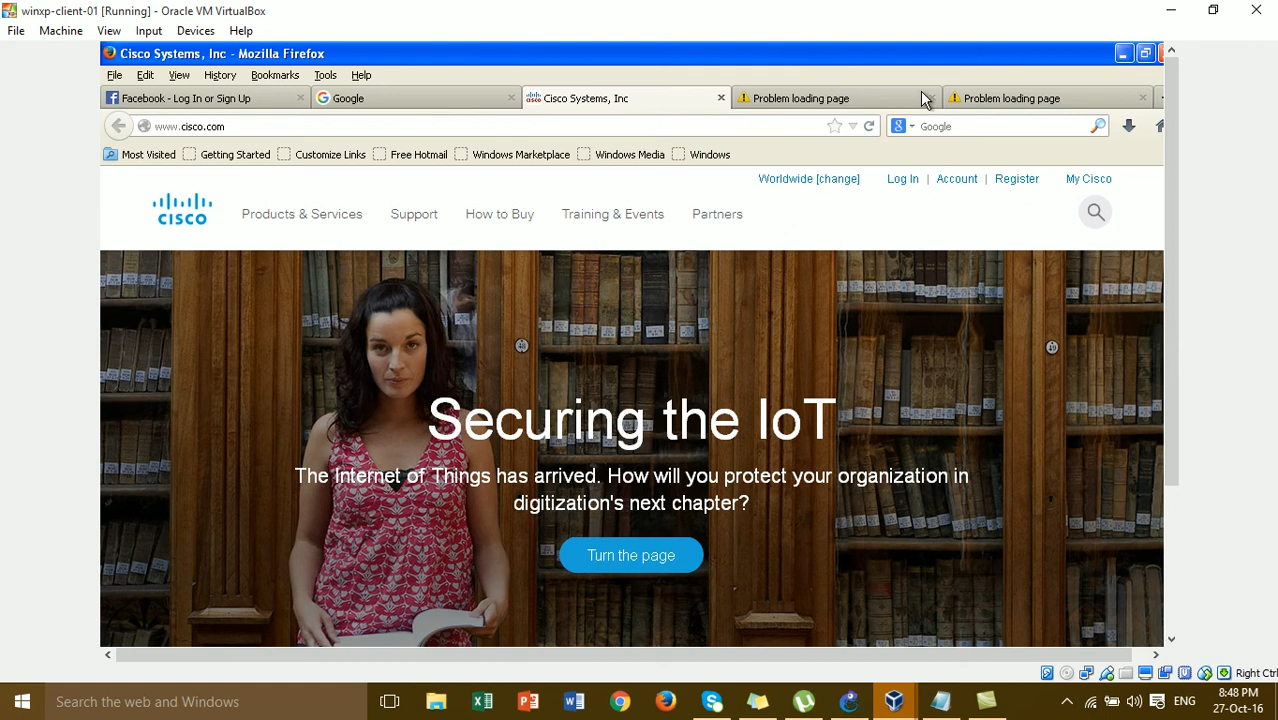 winxp-client-01 [Running] - Oracle VM VirtualBox
File Machine View Input Devices Help
Cisco Systems, Inc - Mozilla Firefox
File Edit View History Bookmarks Tools Help
Facebook - Log In or Sign Up Google Cisco Systems, Inc Problem loading page Problem loading page
www.cisco.com Google
Most Visited Getting Started Customize Links Free Hotmail Windows Marketplace Windows Media Windows
Worldwide [change] Log In | Account | Register My Cisco
CISCO Products & Services Support How to Buy Training & Events Partners
Securing the IoT
The Internet of Things has arrived. How will you protect your organization in
digitization's next chapter?
Turn the page
Right Ctrl
Search the web and Windows
ENG
8:48 PM
27-Oct-16